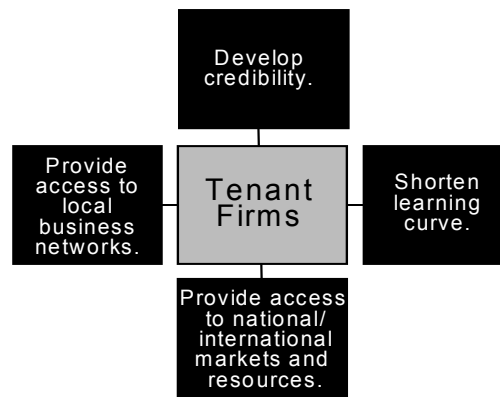 Develop
credibility.
Provide
access to
local
business
networks.
Tenant
Firms
Shorten
learning
curve.
Provide access
to national/
international
markets and
resources.